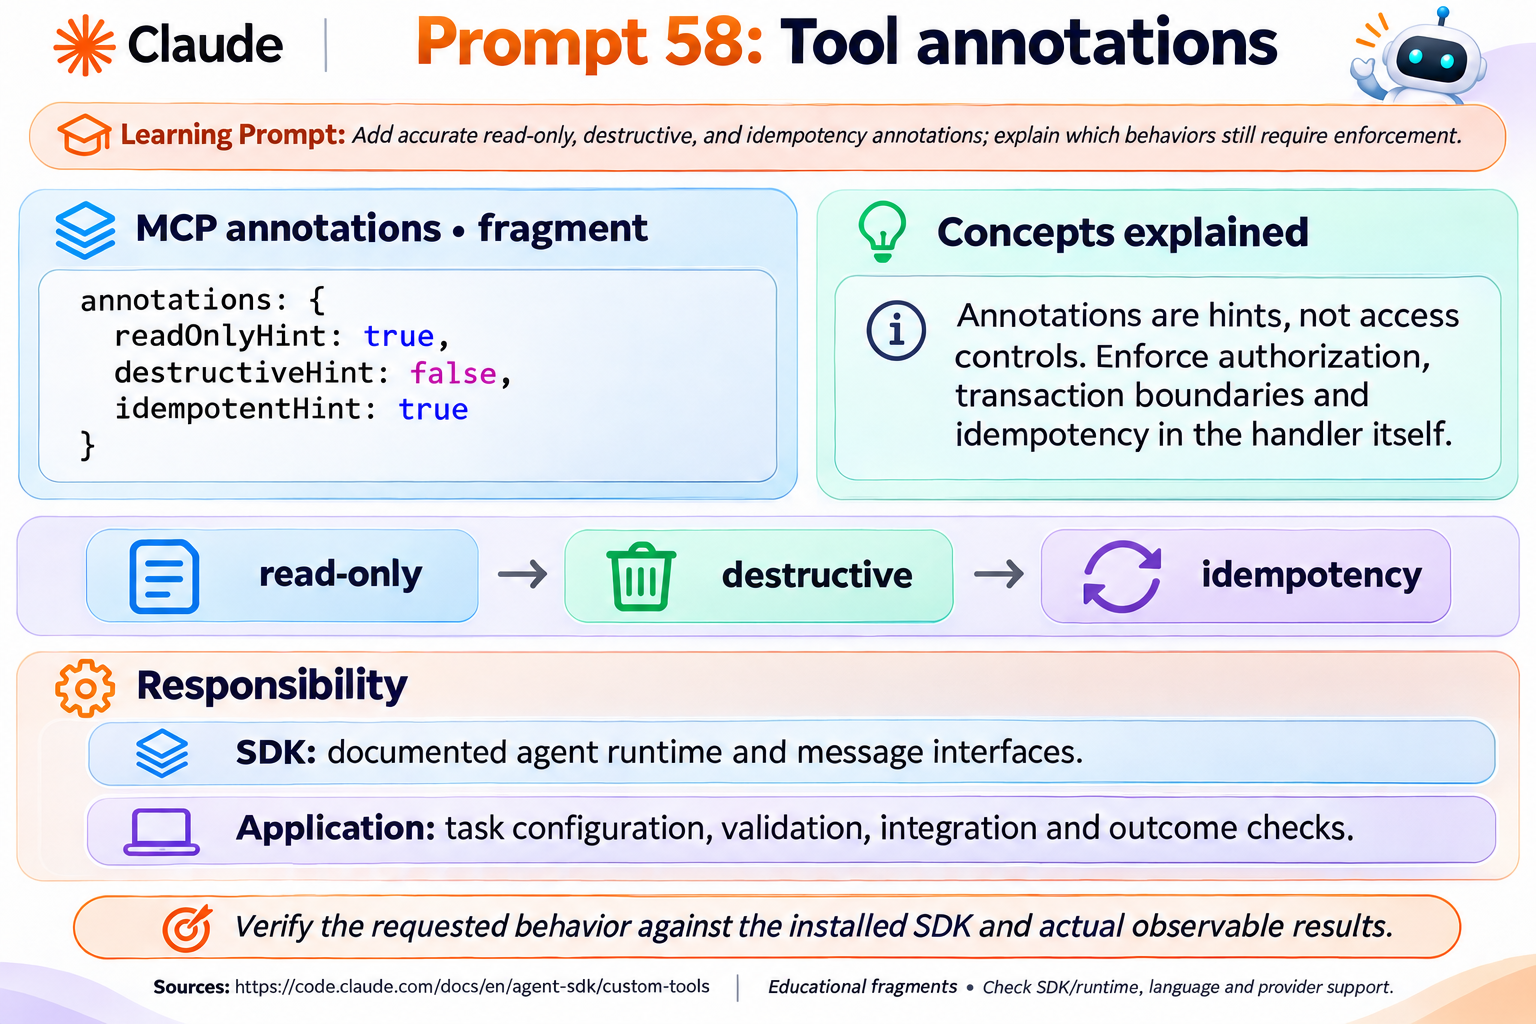 Claude
Prompt 58: Tool annotations
Learning Prompt: Add accurate read-only, destructive, and idempotency annotations; explain which behaviors still require enforcement.
MCP annotations • fragment
annotations: {
readOnlyHint: true,
destructiveHint: false,
idempotentHint: true
}
Concepts explained
Annotations are hints, not access
controls. Enforce authorization,
transaction boundaries and
idempotency in the handler itself.
read-only → destructive → idempotency
Responsibility
SDK: documented agent runtime and message interfaces.
Application: task configuration, validation, integration and outcome checks.
Verify the requested behavior against the installed SDK and actual observable results.
Sources: https://code.claude.com/docs/en/agent-sdk/custom-tools | Educational fragments • Check SDK/runtime, language and provider support.